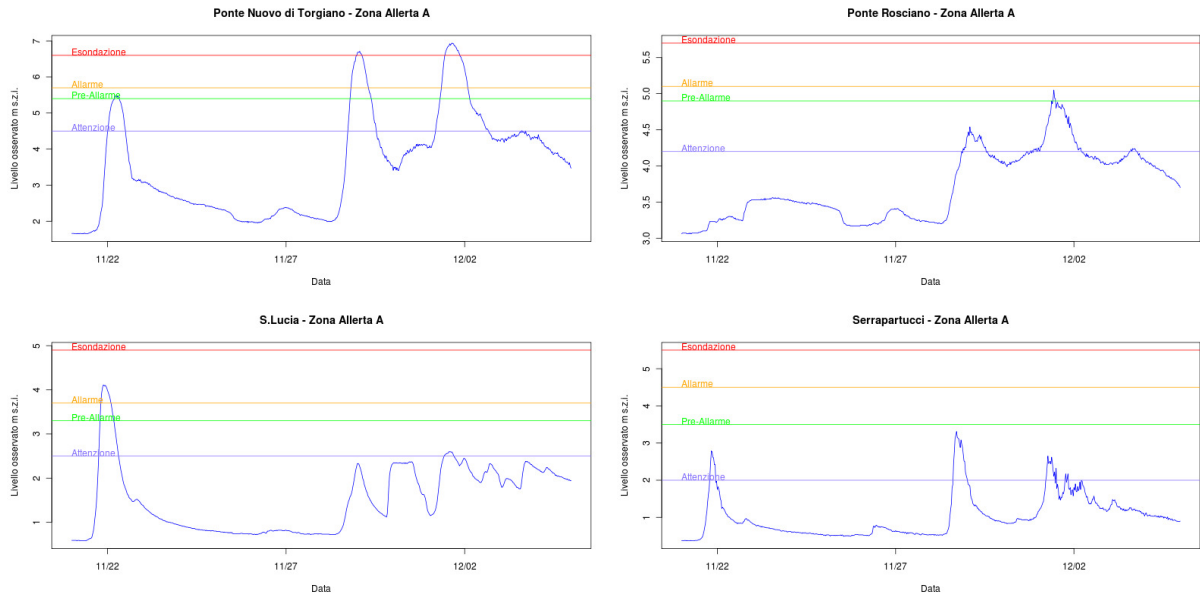 Ponte Nuovo di Torgiano - Zona Allerta A
Livello osservato m s.z.i.
7
6
5
4
3
2
Esondazione
Allarme
Pre-Allarme
Attenzione
11/22 11/27 12/02
Data
Ponte Rosciano - Zona Allerta A
Livello osservato m s.z.i.
5.5
5.0
4.5
4.0
3.5
3.0
Esondazione
Allarme
Pre-Allarme
Attenzione
11/22 11/27 12/02
Data
S.Lucia - Zona Allerta A
Livello osservato m s.z.i.
5
4
3
2
1
Esondazione
Allarme
Pre-Allarme
Attenzione
11/22 11/27 12/02
Data
Serrapartucci - Zona Allerta A
Livello osservato m s.z.i.
5
4
3
2
1
Esondazione
Allarme
Pre-Allarme
Attenzione
11/22 11/27 12/02
Data